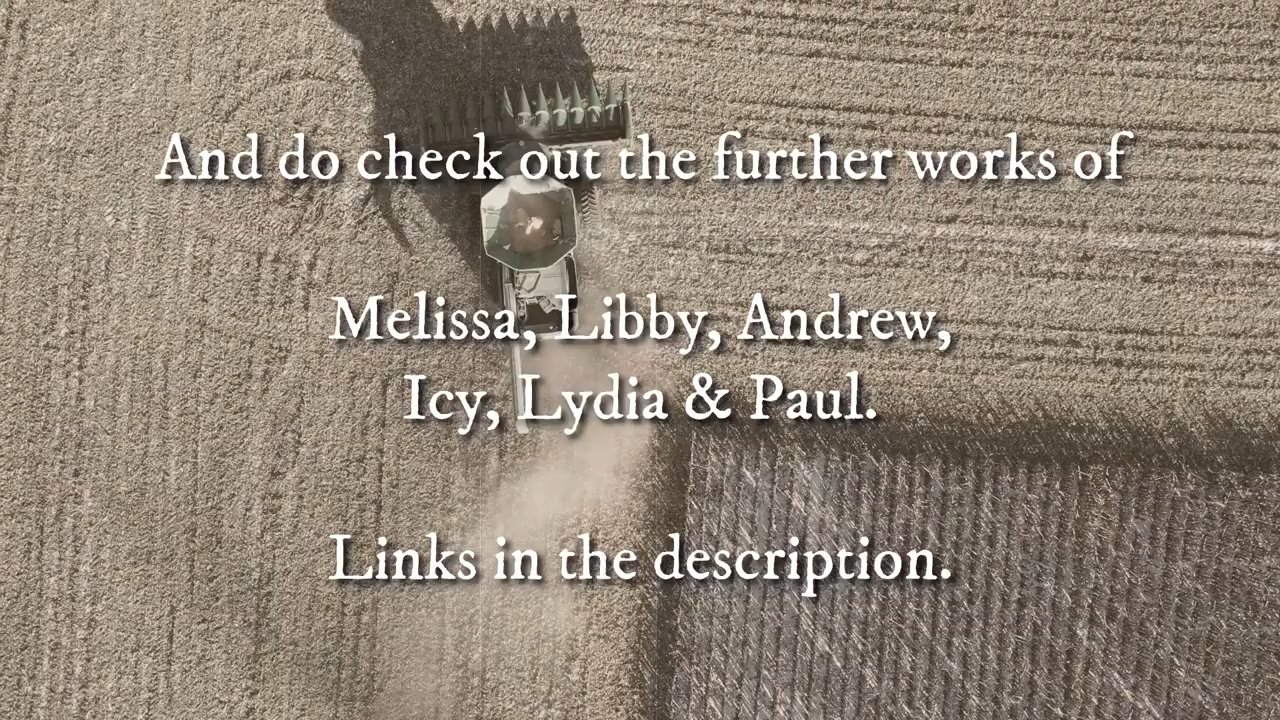 And do check out the further works of
Melissa, Libby, Andrew,
Icy, Lydia & Paul.
Links in the description.